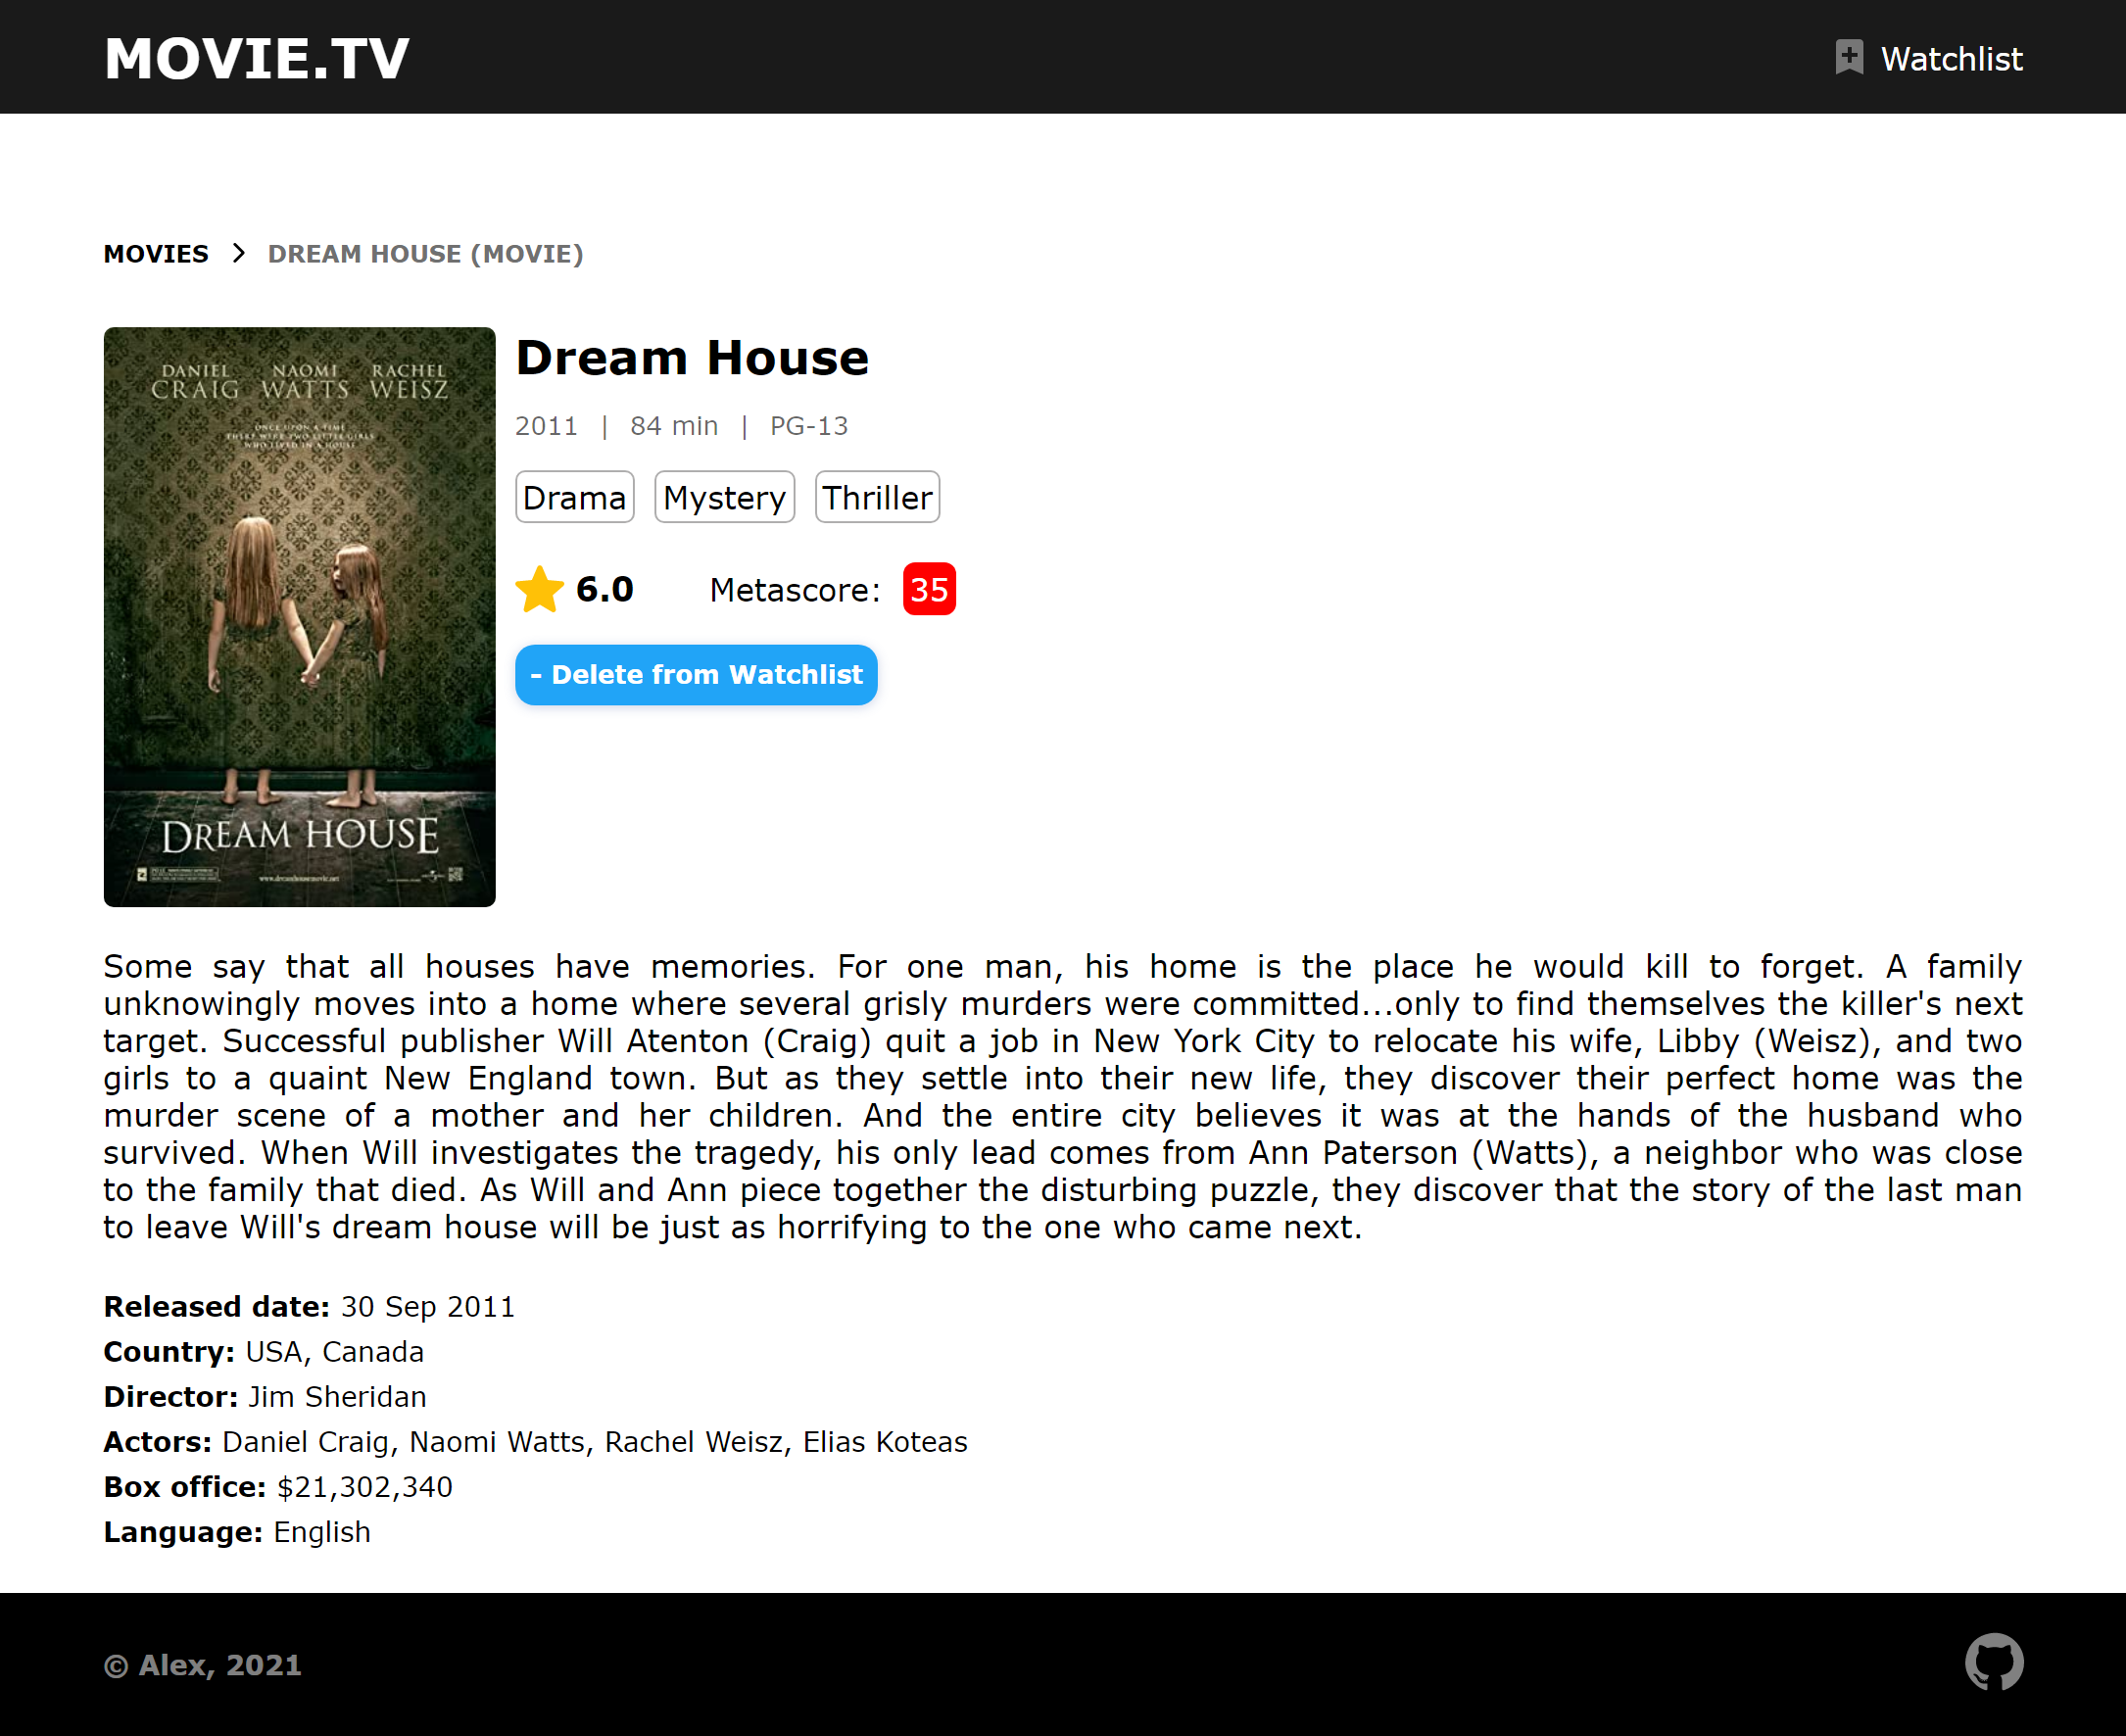 MOVIE.TV
Watchlist
MOVIES > DREAM HOUSE (MOVIE)
DANIEL CRAIG NAOMI WATTS RACHEL WEISZ
ONCE UPON A TIME
THERE WERE TWO LITTLE GIRLS
WHO LIVED IN A HOUSE
DREAM HOUSE
www.dreamhousemovie.net
Dream House
2011 | 84 min | PG-13
Drama Mystery Thriller
6.0 Metascore: 35
- Delete from Watchlist
Some say that all houses have memories. For one man, his home is the place he would kill to forget. A family
unknowingly moves into a home where several grisly murders were committed...only to find themselves the killer's next
target. Successful publisher Will Atenton (Craig) quit a job in New York City to relocate his wife, Libby (Weisz), and two
girls to a quaint New England town. But as they settle into their new life, they discover their perfect home was the
murder scene of a mother and her children. And the entire city believes it was at the hands of the husband who
survived. When Will investigates the tragedy, his only lead comes from Ann Paterson (Watts), a neighbor who was close
to the family that died. As Will and Ann piece together the disturbing puzzle, they discover that the story of the last man
to leave Will's dream house will be just as horrifying to the one who came next.
Released date: 30 Sep 2011
Country: USA, Canada
Director: Jim Sheridan
Actors: Daniel Craig, Naomi Watts, Rachel Weisz, Elias Koteas
Box office: $21,302,340
Language: English
© Alex, 2021